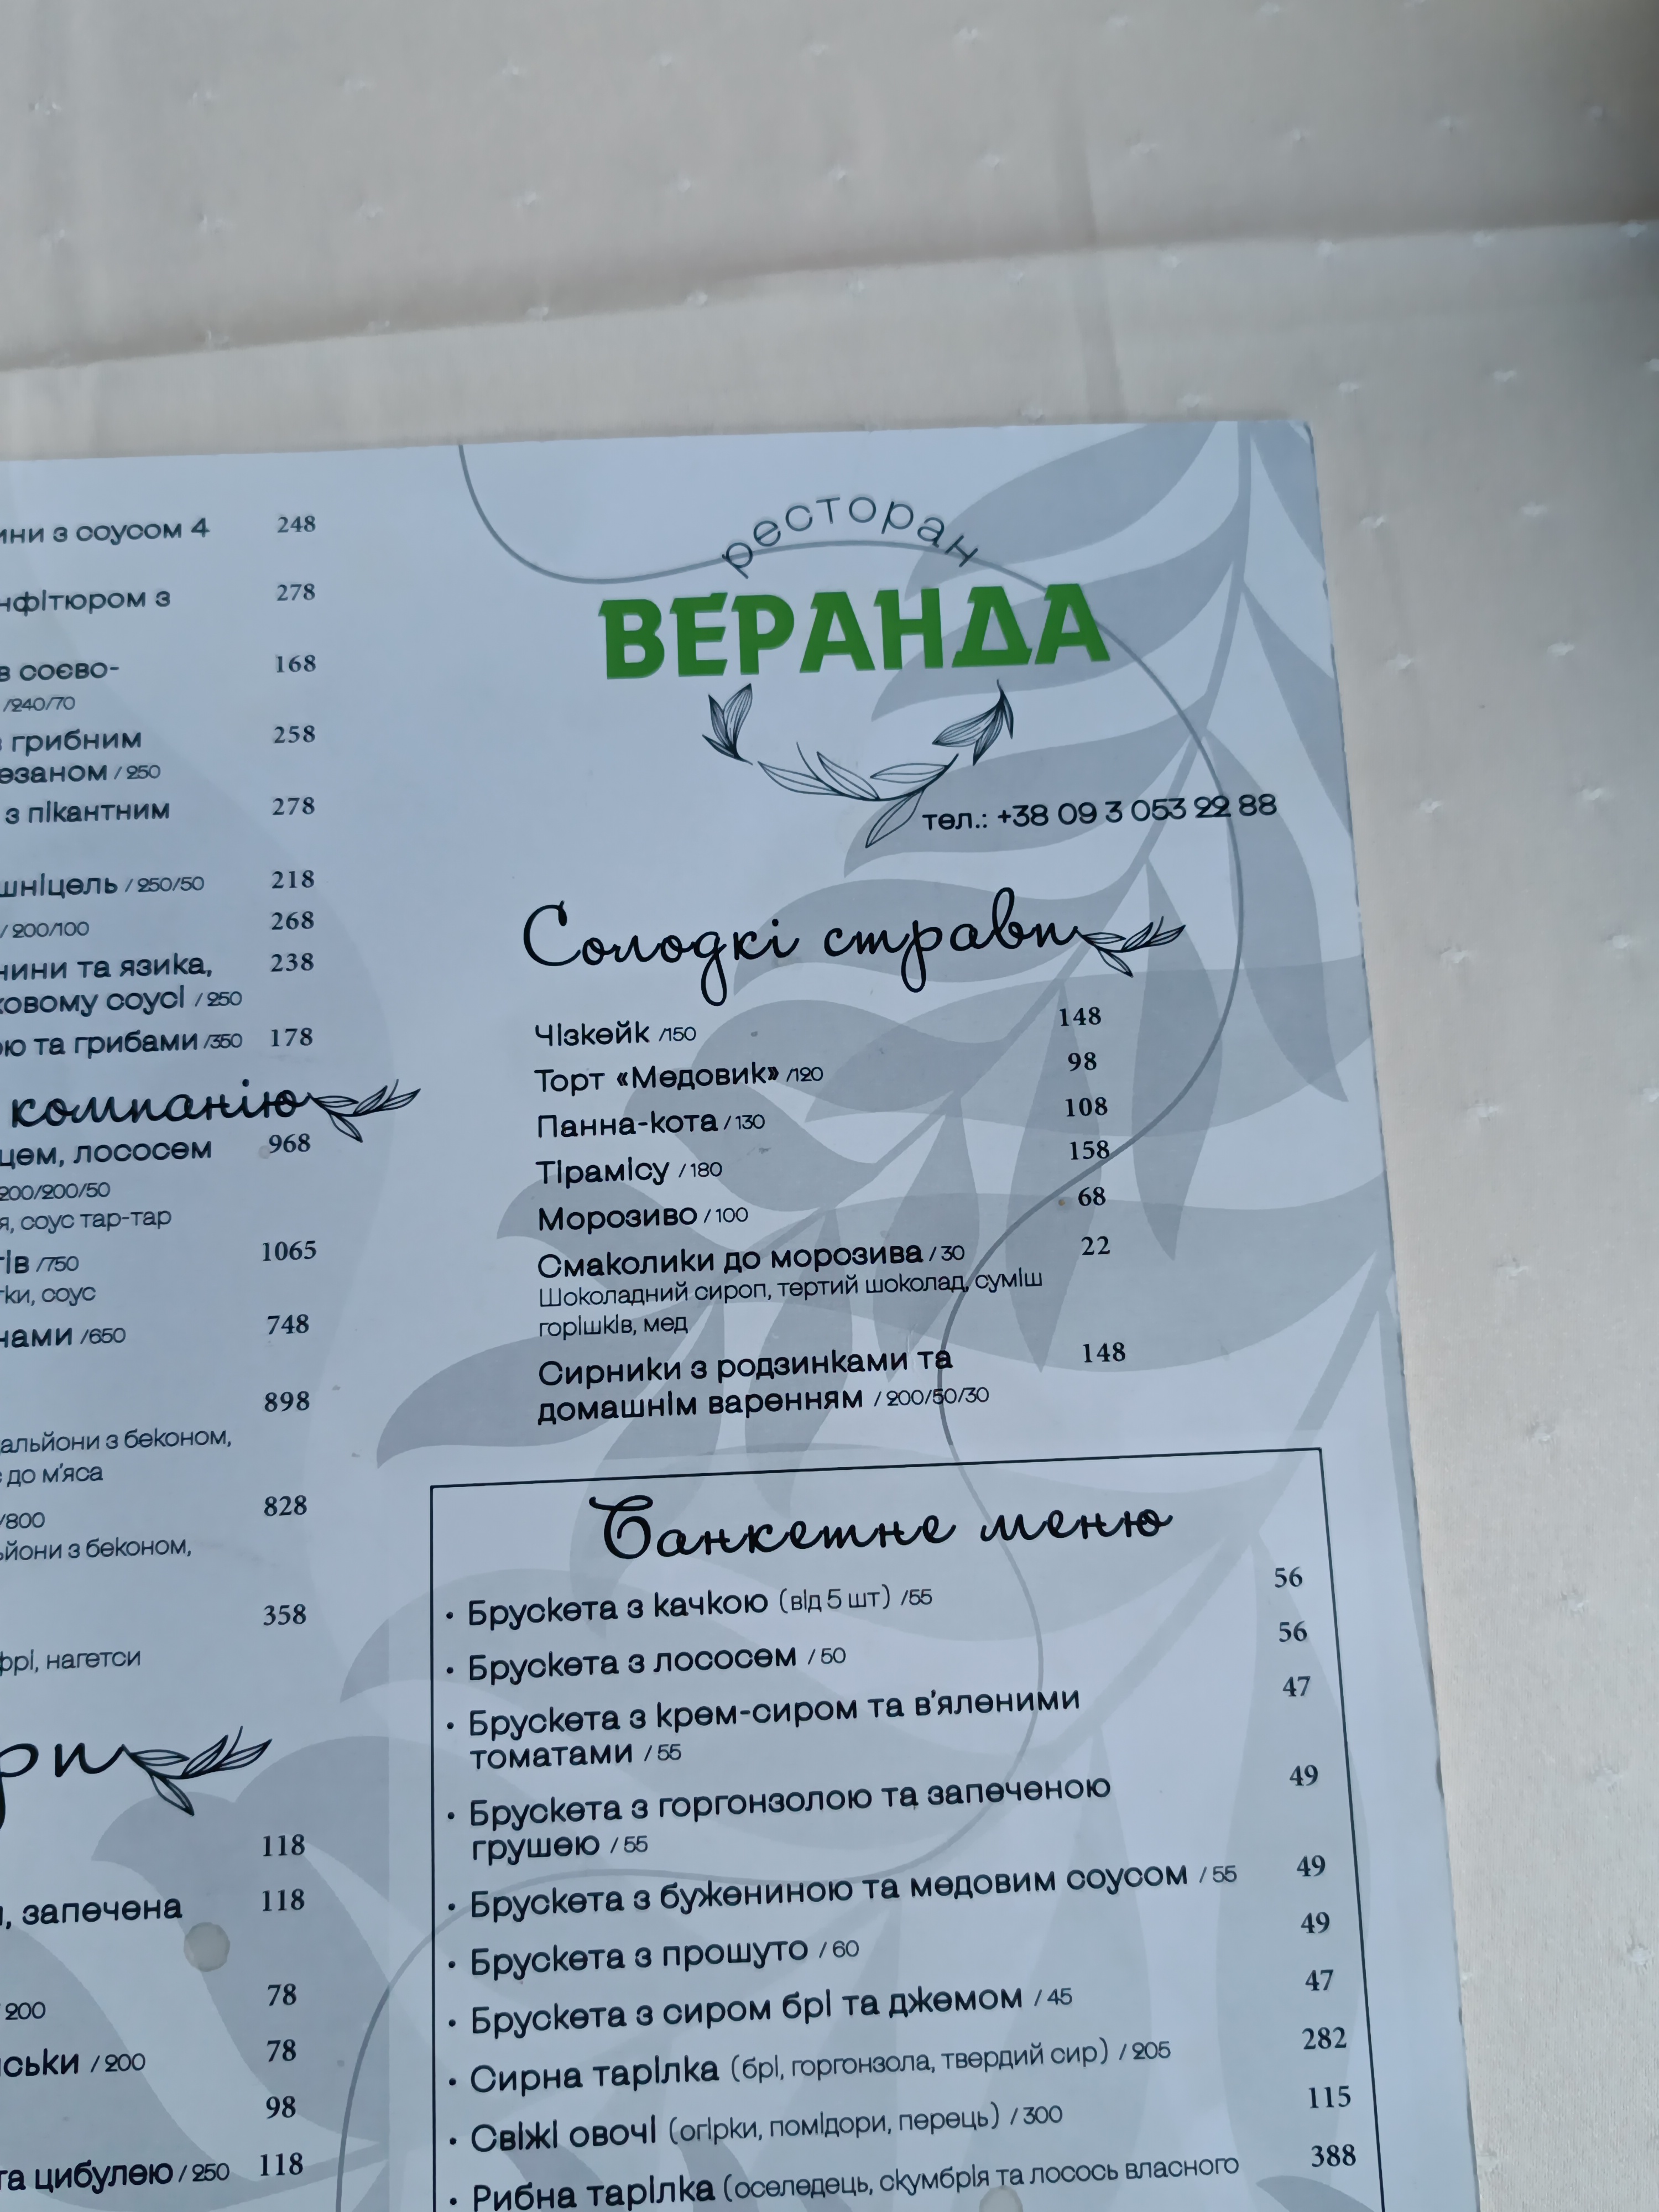 ини з соусом 4 248
нфітюром з 278
в соєво- 168
/240/70
грибним 258
езаном / 250
з пікантним 278
шніцель / 250/50 218
/ 200/100 268
нини та язика, 238
ковому соусі / 250
ою та грибами /350 178
компанію
цем, лососем 968
200/200/50
я, соус тар-тар
гів /750 1065
тки, соус
нами /650 748
898
альйони з беконом,
до м'яса
/800 828
йони з беконом,
358
фрі, нагетси
ри
118
, запечена 118
200 78
ськи / 200 78
98
та цибулею / 250 118
ресторан
ВЕРАНДА
тел.: +38 09 3 053 22 88
Солодкі страви
Чізкейк /150 148
Торт «Медовик» /120 98
Панна-кота / 130 108
Тірамісу / 180 158
Морозиво / 100 68
Смаколики до морозива / 30 22
Шоколадний сироп, тертий шоколад, суміш
горішків, мед
Сирники з родзинками та 148
домашнім варенням / 200/50/30
Банкетне меню
• Брускета з качкою (від 5 шт) /55 56
• Брускета з лососем / 50 56
• Брускета з крем-сиром та в'яленими 47
томатами / 55
• Брускета з горгонзолою та запеченою 49
грушею / 55
• Брускета з бужениною та медовим соусом / 55 49
• Брускета з прошуто / 60 49
• Брускета з сиром брі та джемом / 45 47
• Сирна тарілка (брі, горгонзола, твердий сир) / 205 282
• Свіжі овочі (огірки, помідори, перець) / 300 115
• Рибна тарілка (оселедець, скумбрія та лосось власного 388